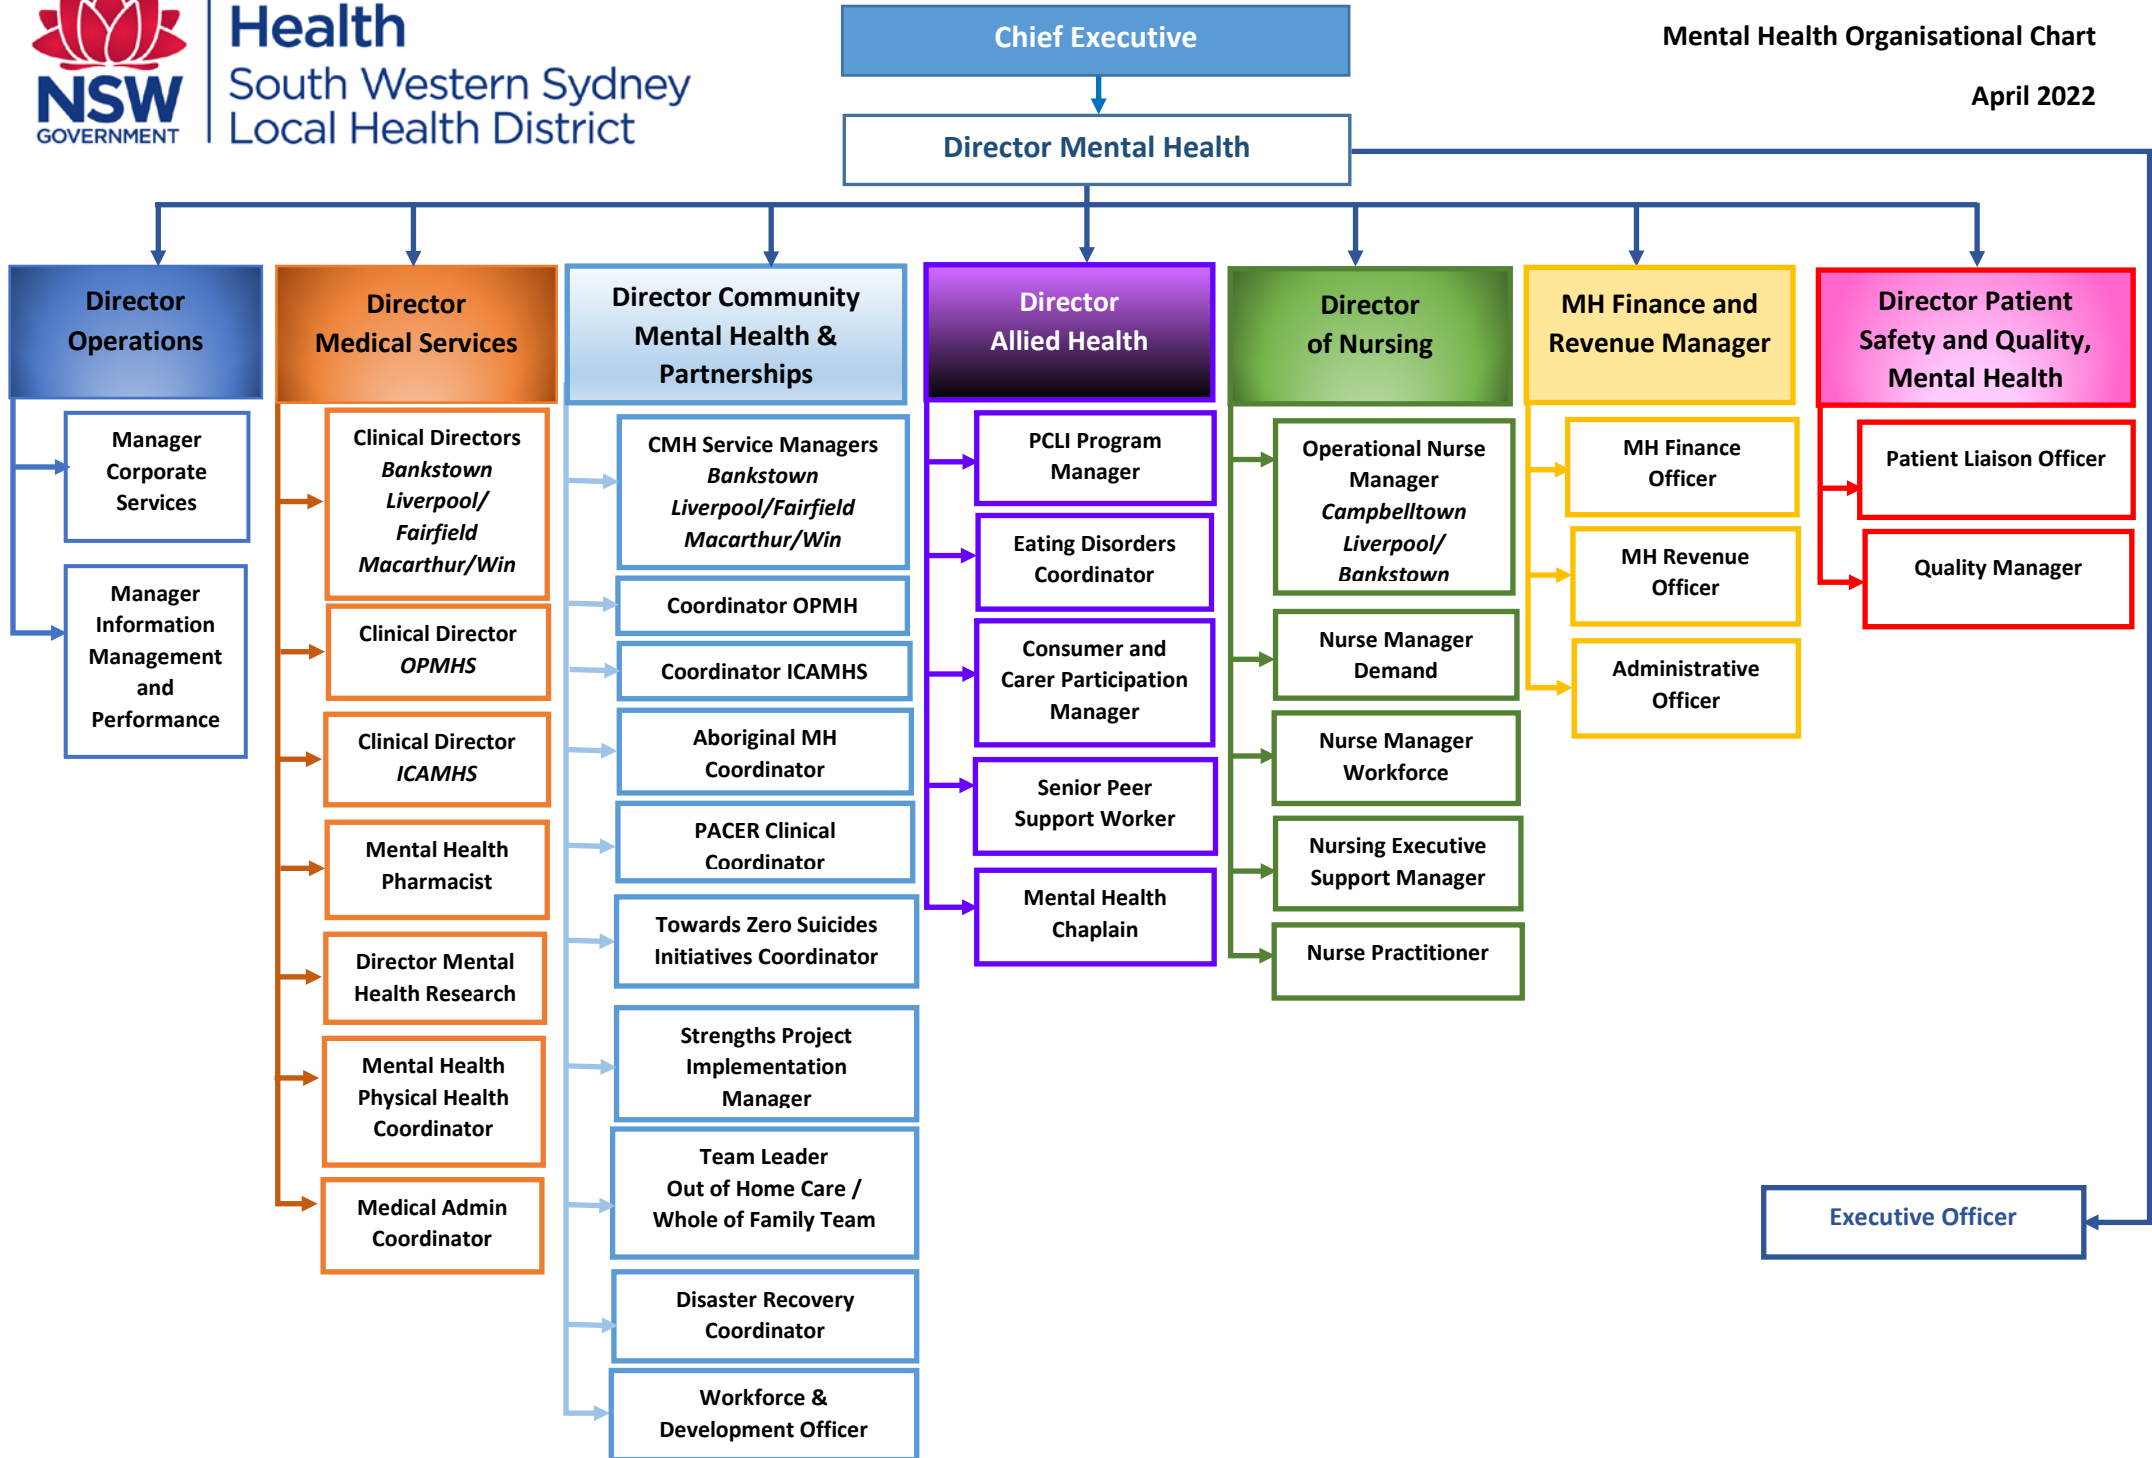 Health
South Western Sydney
Local Health District
NSW
GOVERNMENT
Mental Health Organisational Chart
April 2022
Chief Executive
Director Mental Health
Director
Operations
Manager
Corporate
Services
Manager
Information
Management
and
Performance
Director
Medical Services
Clinical Directors
Bankstown
Liverpool/
Fairfield
Macarthur/Win
Clinical Director
OPMHS
Clinical Director
ICAMHS
Mental Health
Pharmacist
Director Mental
Health Research
Mental Health
Physical Health
Coordinator
Medical Admin
Coordinator
Director Community
Mental Health &
Partnerships
CMH Service Managers
Bankstown
Liverpool/Fairfield
Macarthur/Win
Coordinator OPMH
Coordinator ICAMHS
Aboriginal MH
Coordinator
PACER Clinical
Coordinator
Towards Zero Suicides
Initiatives Coordinator
Strengths Project
Implementation
Manager
Team Leader
Out of Home Care /
Whole of Family Team
Disaster Recovery
Coordinator
Workforce &
Development Officer
Director
Allied Health
PCLI Program
Manager
Eating Disorders
Coordinator
Consumer and
Carer Participation
Manager
Senior Peer
Support Worker
Mental Health
Chaplain
Director
of Nursing
Operational Nurse
Manager
Campbelltown
Liverpool/
Bankstown
Nurse Manager
Demand
Nurse Manager
Workforce
Nursing Executive
Support Manager
Nurse Practitioner
MH Finance and
Revenue Manager
MH Finance
Officer
MH Revenue
Officer
Administrative
Officer
Director Patient
Safety and Quality,
Mental Health
Patient Liaison Officer
Quality Manager
Executive Officer